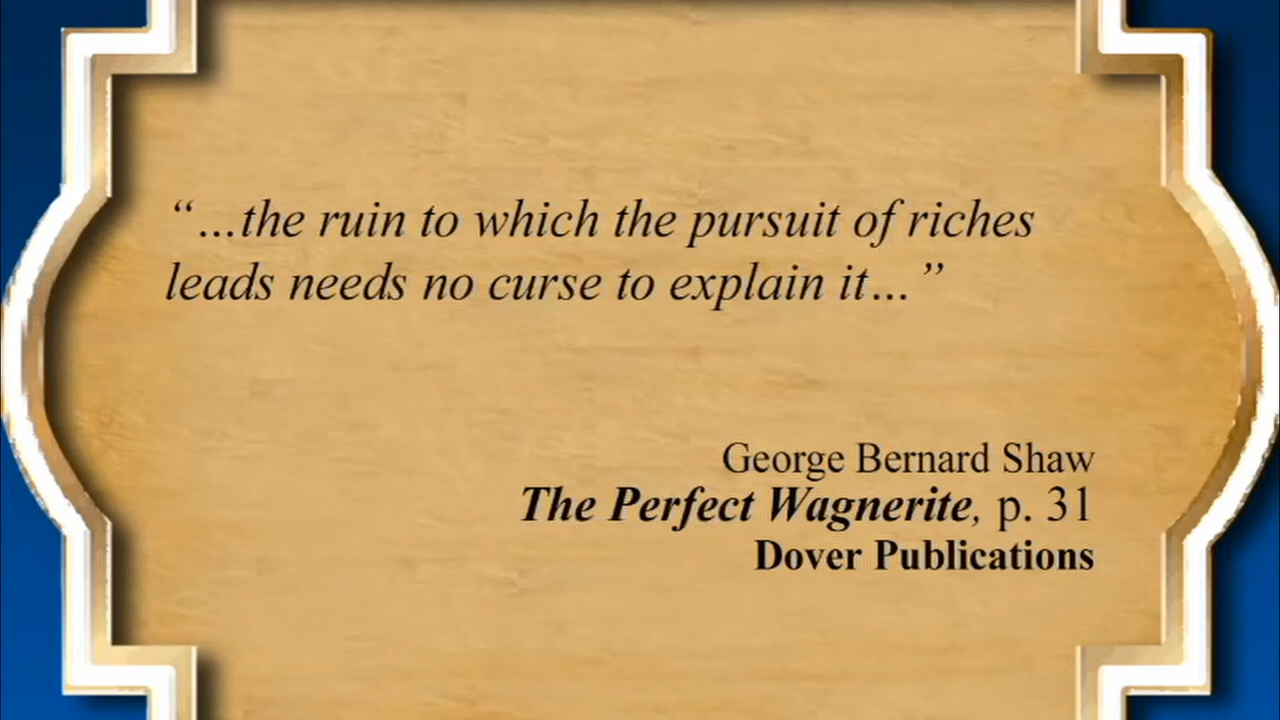 “...the ruin to which the pursuit of riches
leads needs no curse to explain it...”
George Bernard Shaw
The Perfect Wagnerite, p. 31
Dover Publications